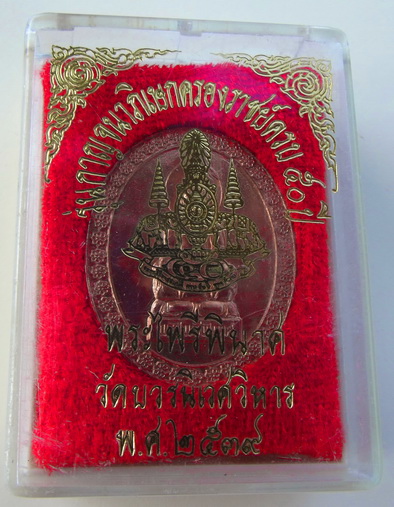 รุ่นกาญจนาภิเษกครองราชย์ครบ ๕๐ ปี
พระไพรีพินาศ
วัดบวรนิเวศวิหาร
พ.ศ.๒๕๓๙